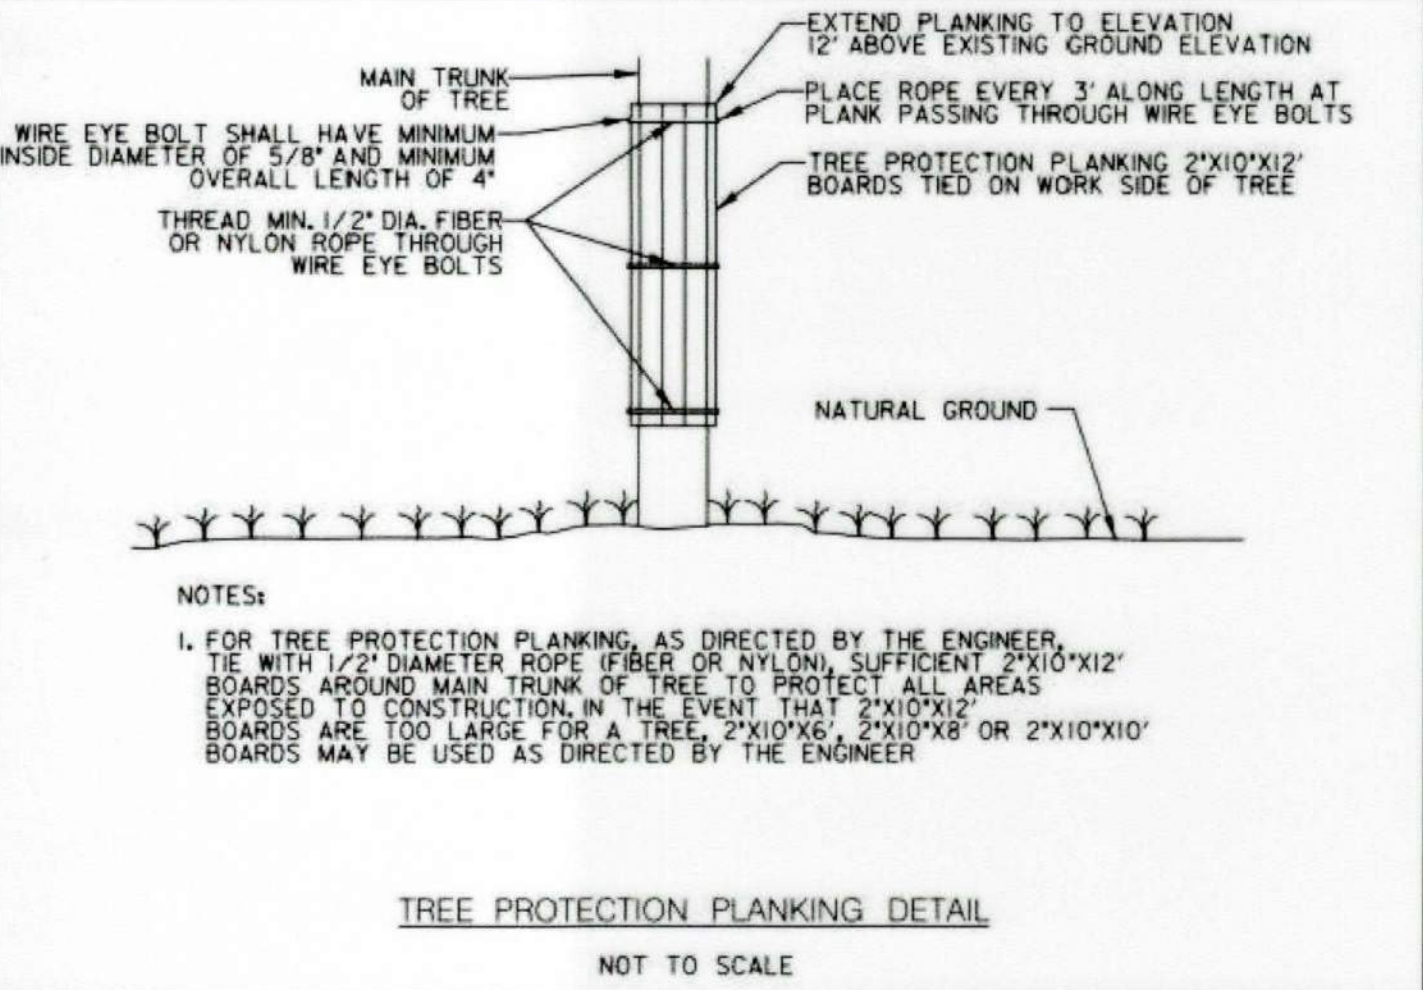 EXTEND PLANKING TO ELEVATION
12' ABOVE EXISTING GROUND ELEVATION
MAIN TRUNK
OF TREE
PLACE ROPE EVERY 3' ALONG LENGTH AT
PLANK PASSING THROUGH WIRE EYE BOLTS
WIRE EYE BOLT SHALL HAVE MINIMUM
INSIDE DIAMETER OF 5/8" AND MINIMUM
OVERALL LENGTH OF 4"
TREE PROTECTION PLANKING 2"X10"X12'
BOARDS TIED ON WORK SIDE OF TREE
THREAD MIN. 1/2" DIA. FIBER
OR NYLON ROPE THROUGH
WIRE EYE BOLTS
NATURAL GROUND
NOTES:
1. FOR TREE PROTECTION PLANKING, AS DIRECTED BY THE ENGINEER,
TIE WITH 1/2" DIAMETER ROPE (FIBER OR NYLON), SUFFICIENT 2"X10"X12'
BOARDS AROUND MAIN TRUNK OF TREE TO PROTECT ALL AREAS
EXPOSED TO CONSTRUCTION. IN THE EVENT THAT 2"X10"X12'
BOARDS ARE TOO LARGE FOR A TREE, 2"X10"X6', 2"X10"X8' OR 2"X10"X10'
BOARDS MAY BE USED AS DIRECTED BY THE ENGINEER
TREE PROTECTION PLANKING DETAIL
NOT TO SCALE